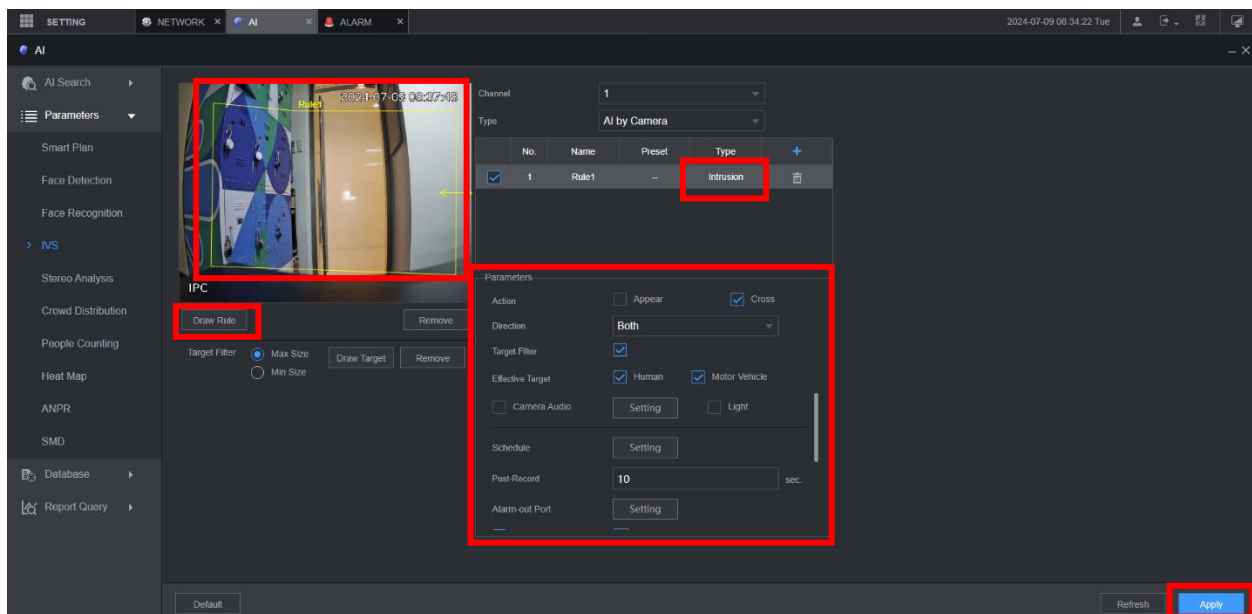 SETTING NETWORK × AI × ALARM × 2024-07-09 08:34:22 Tue
AI
AI Search
Parameters
Smart Plan
Face Detection
Face Recognition
> IVS
Stereo Analysis
Crowd Distribution
People Counting
Heat Map
ANPR
SMD
Database
Report Query
Rule1 2024-07-09 08:37:48
IPC
Draw Rule Remove
Target Filter Max Size Draw Target Remove
Min Size
Channel 1
Type AI by Camera
No. Name Preset Type +
1 Rule1 -- Intrusion
Parameters
Action Appear Cross
Direction Both
Target Filter
Effective Target Human Motor Vehicle
Camera Audio Setting Light
Schedule Setting
Post-Record 10 sec.
Alarm-out Port Setting
Default Refresh Apply